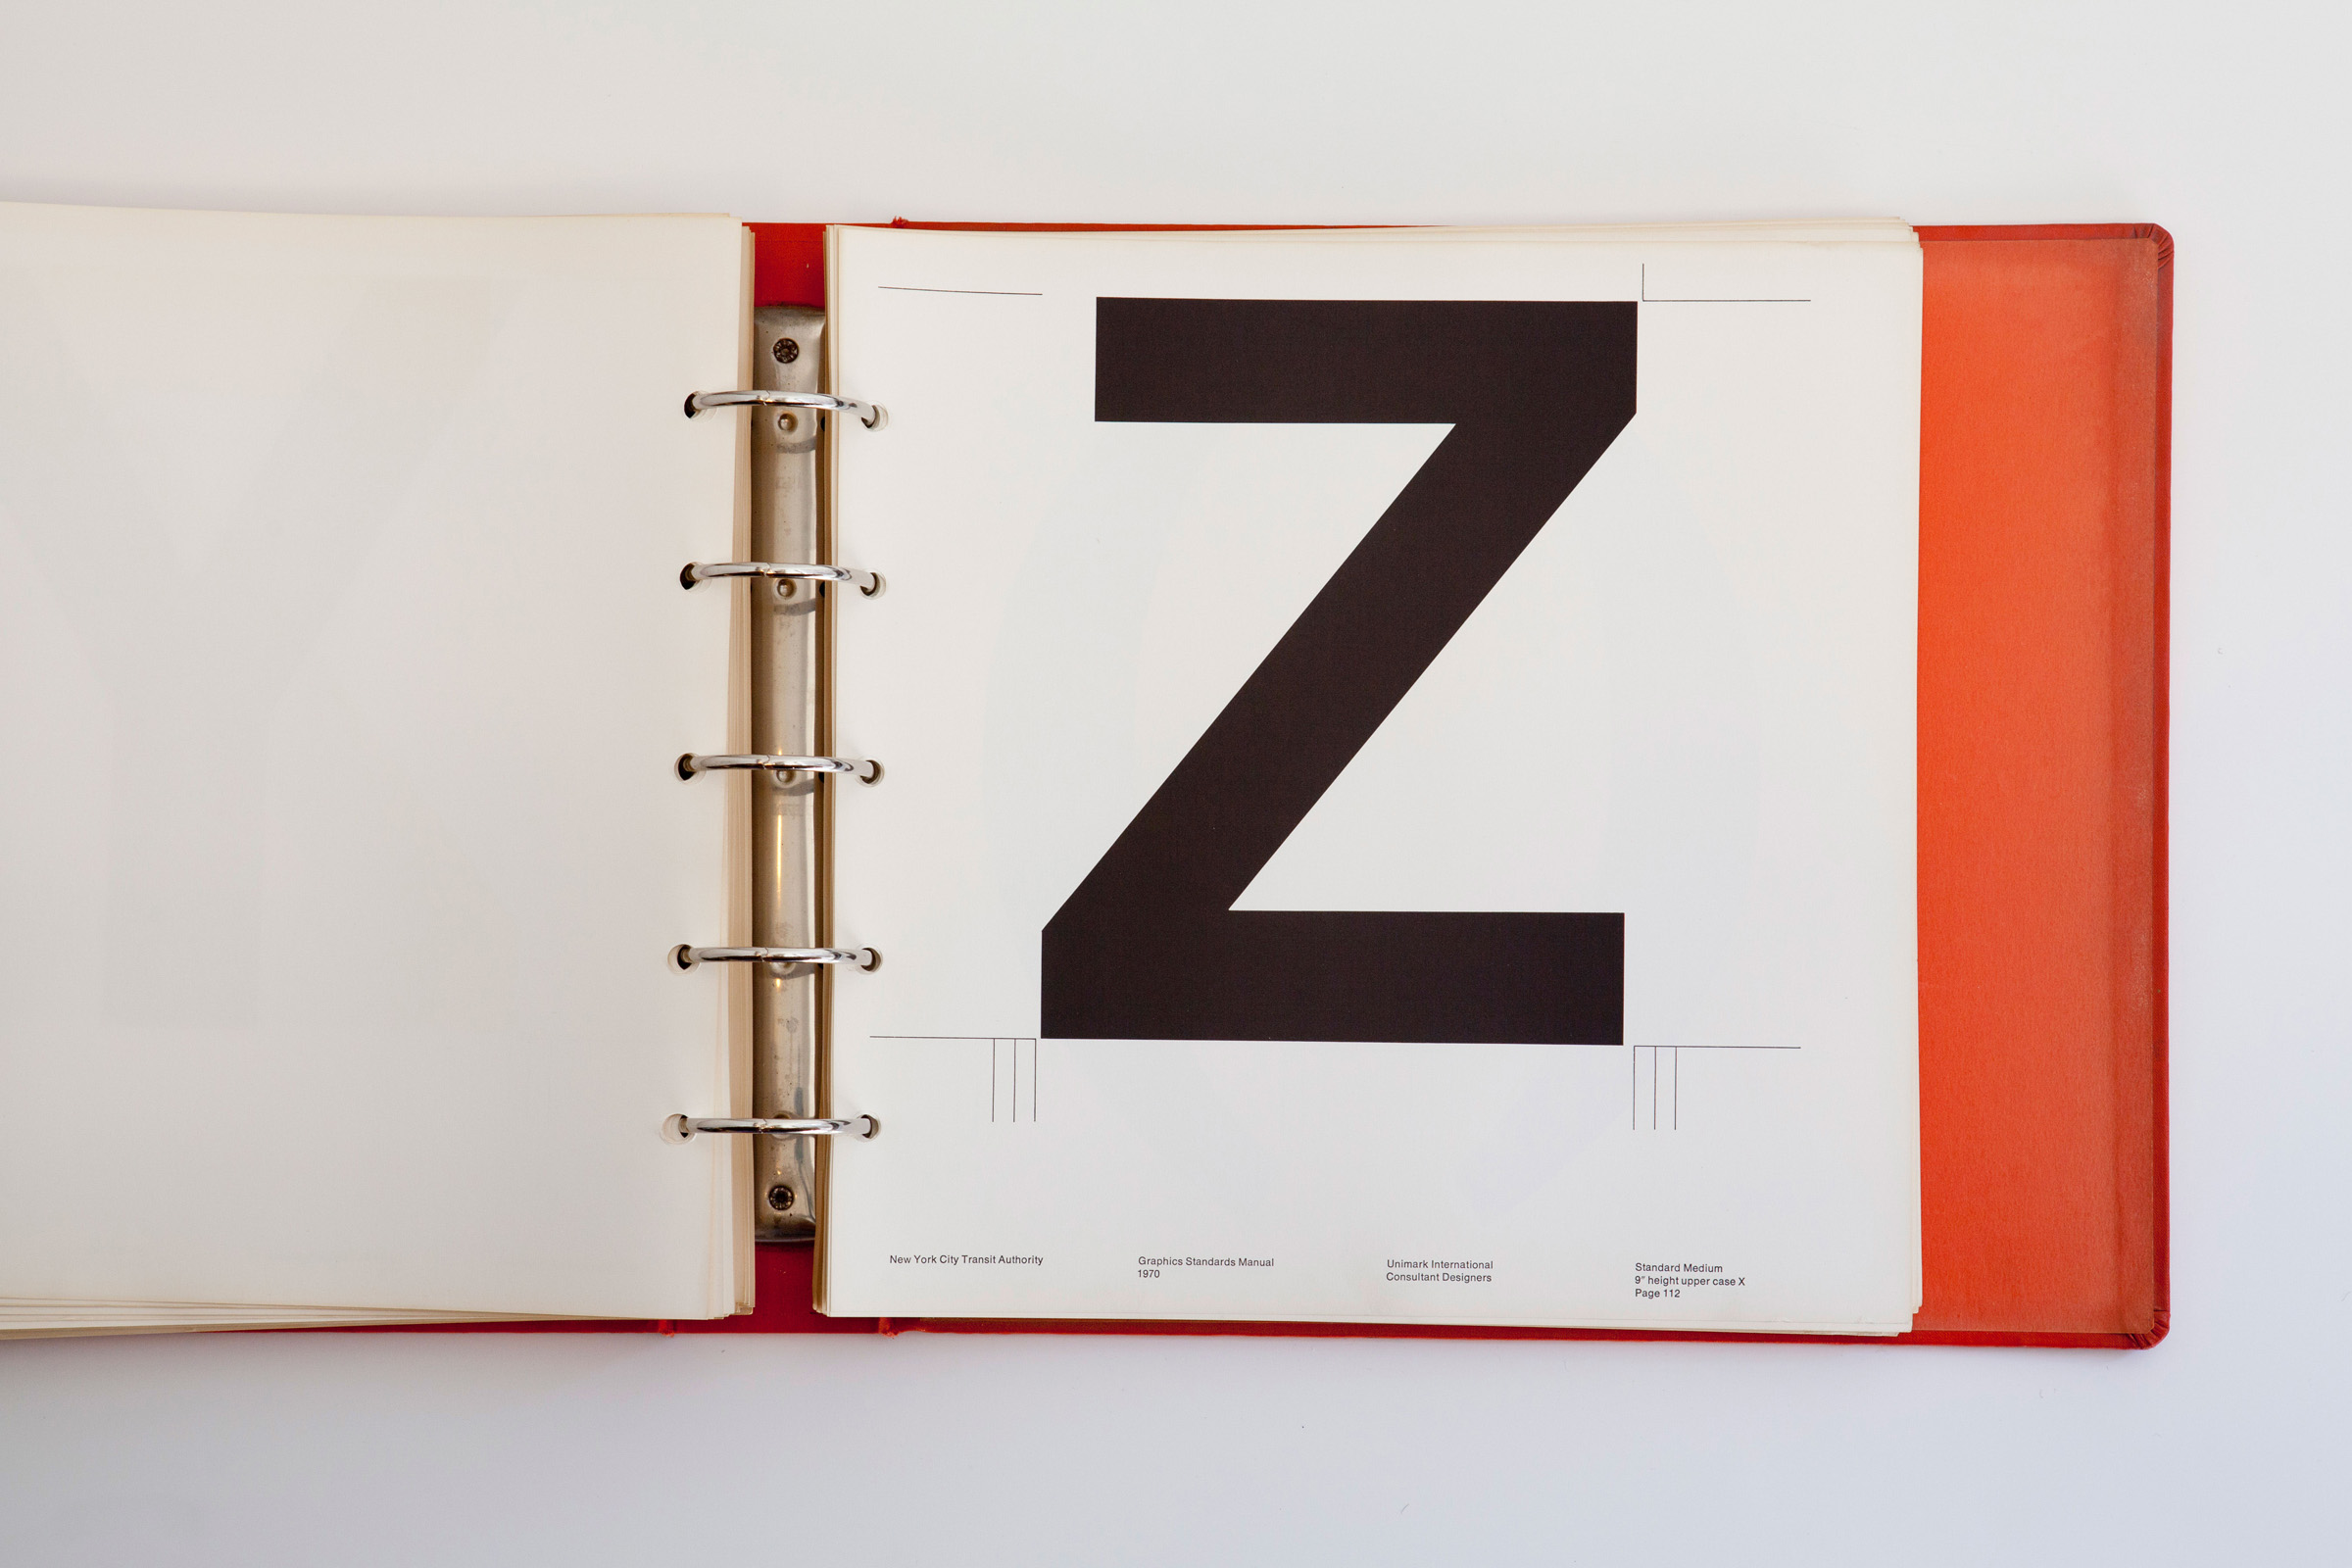 Z
New York City Transit Authority
Graphics Standards Manual
1970
Unimark International
Consultant Designers
Standard Medium
9" height upper case X
Page 112